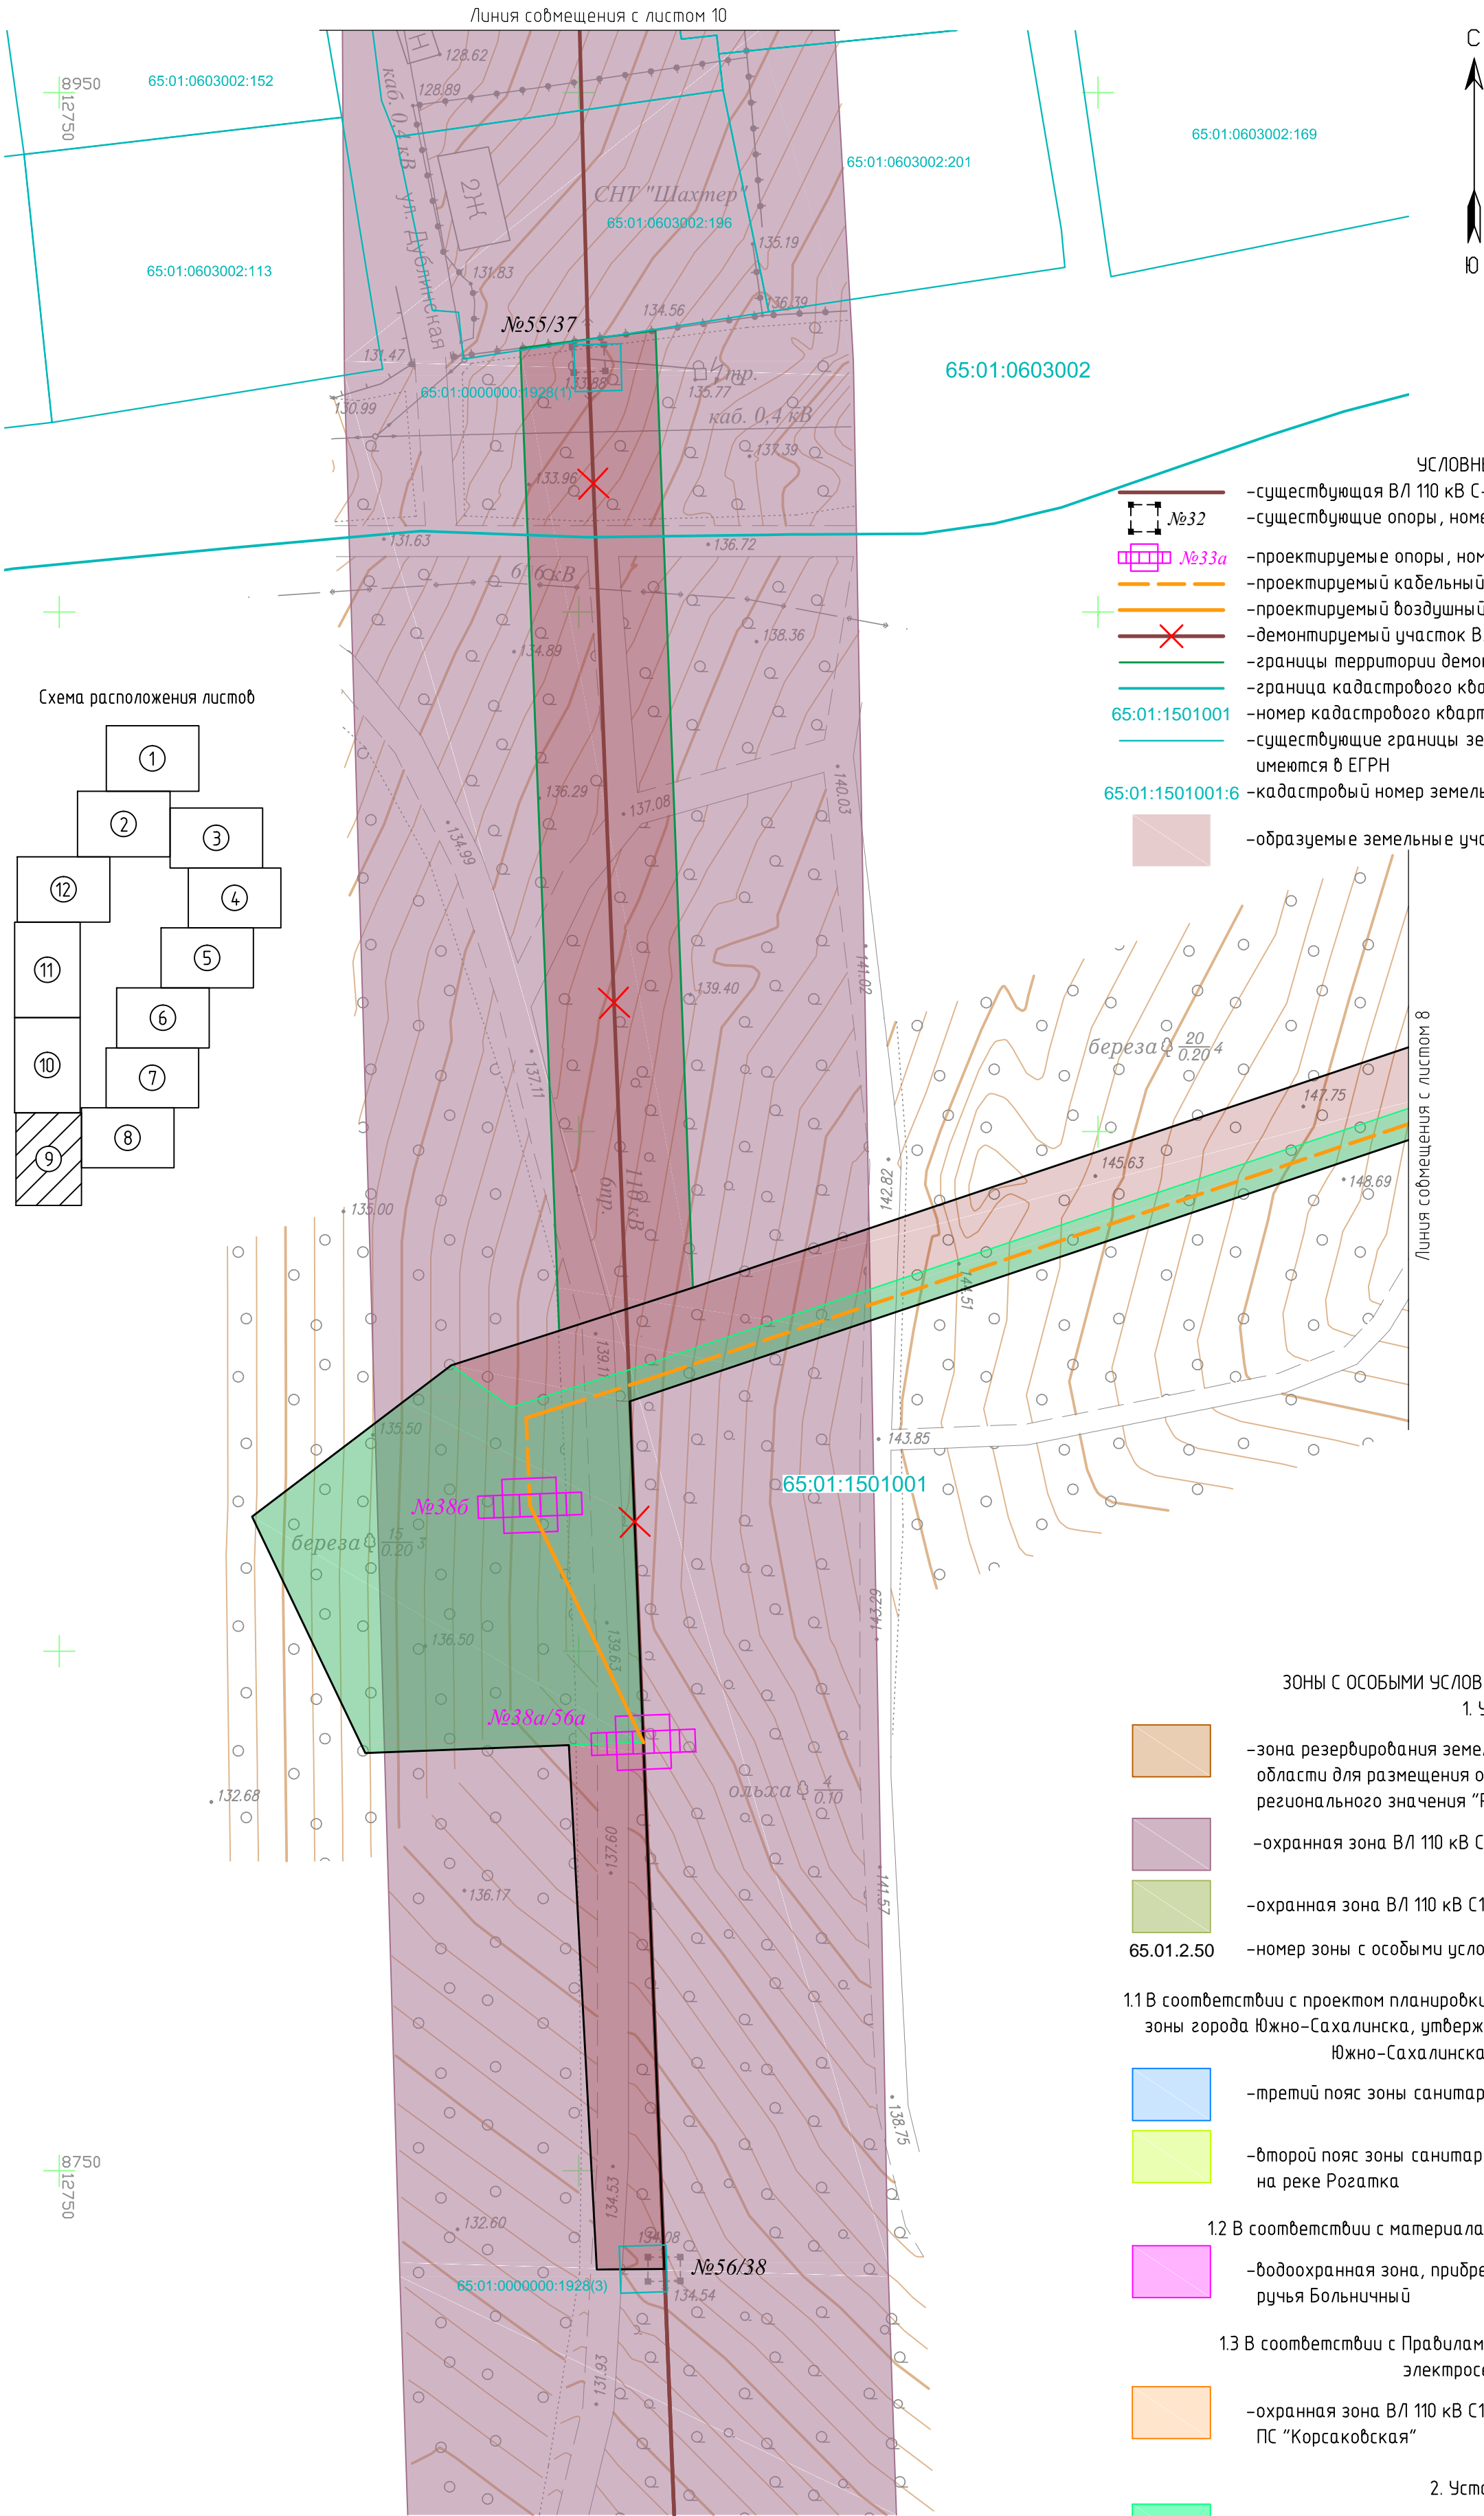 Линия совмещения с листом 10
С
Ю
8950
12750
65:01:0603002:152
65:01:0603002:113
65:01:0603002:169
65:01:0603002:201
65:01:0603002:196
СНТ "Шахтер"
2Ж
Н
каб. 0,4 кВ
ул. Дублинская
128.62
128.89
131.83
135.19
136.39
134.56
№55/37
131.47
130.99
65:01:0000000:1928(1)
133.88
тр.
135.77
каб. 0,4 кВ
137.39
133.96
131.63
136.72
65:01:0603002
6 кВ
134.89
138.36
136.29
137.08
140.03
134.99
139.40
141.02
137.11
110 кВ
6пр.
135.00
142.82
УСЛОВН
-существующая ВЛ 110 кВ С-
№32
-существующие опоры, номе
№33а
-проектируемые опоры, ном
-проектируемый кабельный
-проектируемый воздушный
-демонтируемый участок В
-границы территории демон
-граница кадастрового ква
65:01:1501001
-номер кадастрового кварт
-существующие границы зе
имеются в ЕГРН
65:01:1501001:6
-кадастровый номер земель
-образуемые земельные уча
Схема расположения листов
1
2
3
12
4
5
11
6
10
7
8
9
береза 20/0.20 4
147.75
145.63
148.69
144.51
Линия совмещения с листом 8
139.11
135.50
143.85
65:01:1501001
№38б
береза 15/0.20 3
136.50
139.63
143.29
№38а/56а
132.68
ольха 4/0.10
137.60
136.17
141.57
138.75
8750
12750
134.53
132.60
134.08
№56/38
65:01:0000000:1928(3)
134.54
131.93
ЗОНЫ С ОСОБЫМИ УСЛОВ
1. У
-зона резервирования земе
области для размещения о
регионального значения "Р
-охранная зона ВЛ 110 кВ С
-охранная зона ВЛ 110 кВ С1
65.01.2.50
-номер зоны с особыми усло
1.1 В соответствии с проектом планировки
зоны города Южно-Сахалинска, утверж
Южно-Сахалинска
-третий пояс зоны санитар
-второй пояс зоны санитар
на реке Рогатка
1.2 В соответствии с материала
-водоохранная зона, прибре
ручья Больничный
1.3 В соответствии с Правилам
электросе
-охранная зона ВЛ 110 кВ С1
ПС "Корсаковская"
2. Уста